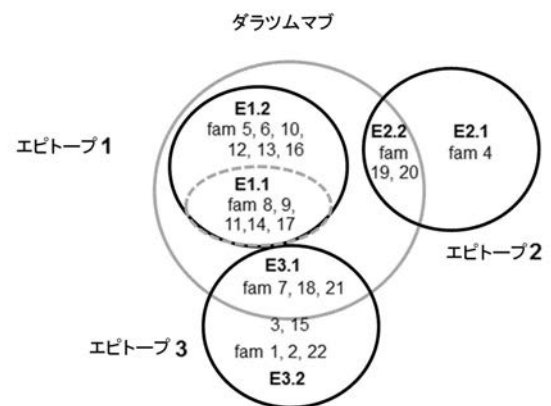 ダラツムマブ
エピトープ 1
E1.2
fam 5, 6, 10,
12, 13, 16
E1.1
fam 8, 9,
11,14, 17
E2.2
fam
19, 20
E2.1
fam 4
エピトープ 2
E3.1
fam 7, 18, 21
3, 15
fam 1, 2, 22
E3.2
エピトープ 3